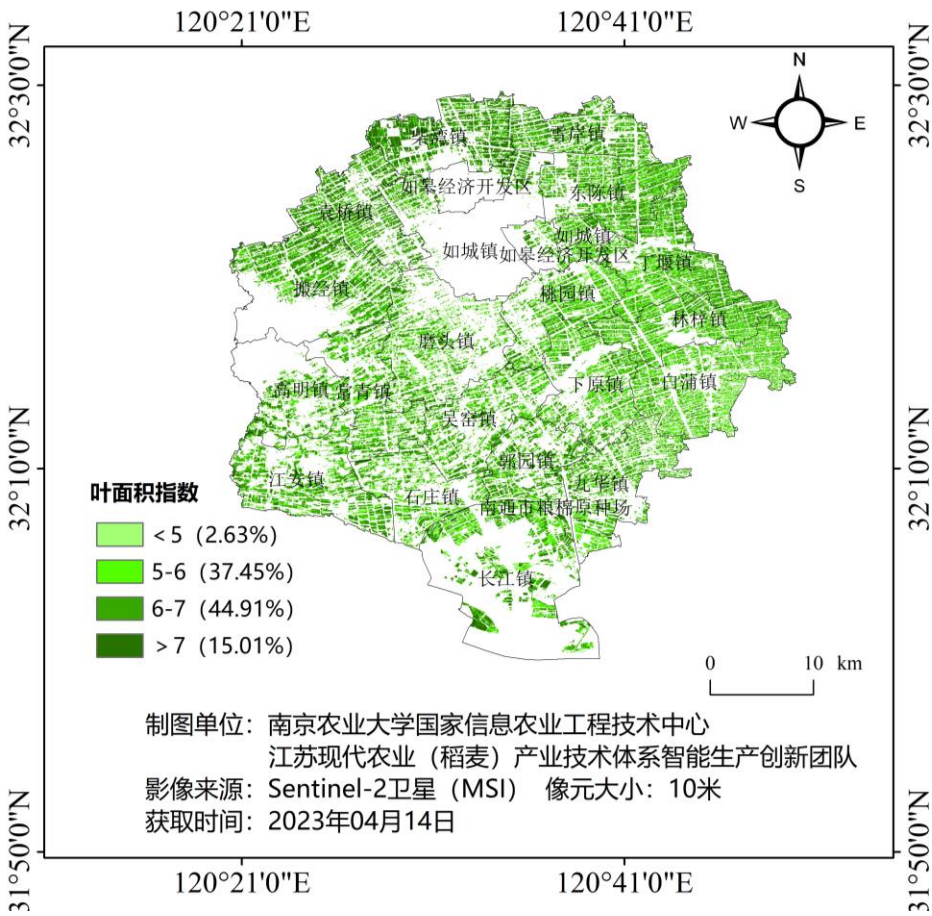 120°21'0"E
120°41'0"E
32°30'0"N
32°30'0"N
N
W
E
S
柴湾镇
雪岸镇
如皋经济开发区
东陈镇
袁桥镇
如城镇
如城镇
如皋经济开发区
丁堰镇
搬经镇
桃园镇
林梓镇
磨头镇
高明镇
常青镇
下原镇
白蒲镇
吴窑镇
32°10'0"N
32°10'0"N
郭园镇
江安镇
九华镇
石庄镇
南通市粮棉原种场
长江镇
叶面积指数
<5（2.63%）
5-6（37.45%）
6-7（44.91%）
>7（15.01%）
0 10 km
制图单位：南京农业大学国家信息农业工程技术中心
江苏现代农业（稻麦）产业技术体系智能生产创新团队
影像来源：Sentinel-2卫星（MSI） 像元大小：10米
获取时间：2023年04月14日
31°50'0"N
31°50'0"N
120°21'0"E
120°41'0"E